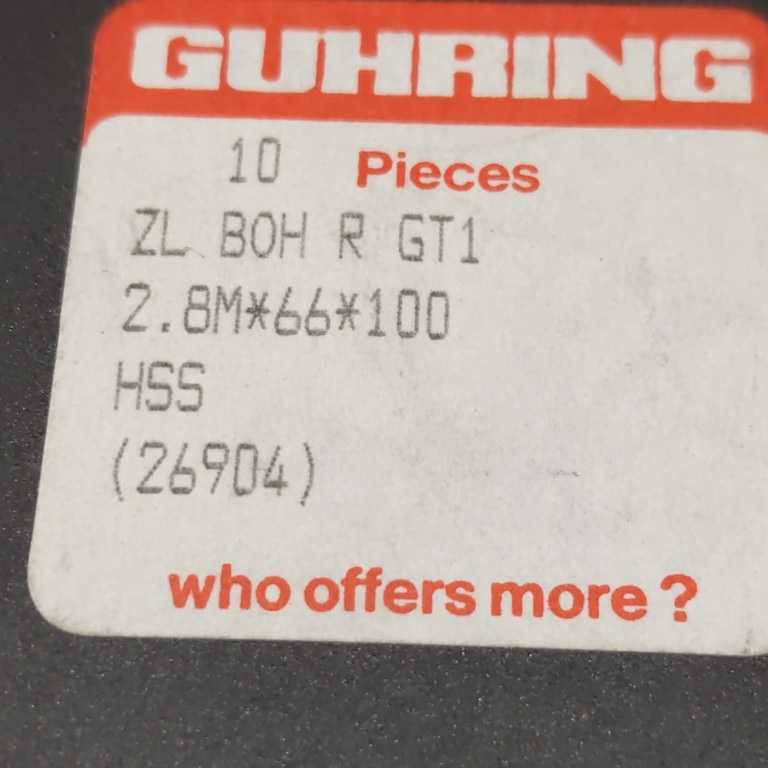 GUHRING
10 Pieces
ZL BOH R GT1
2.8M*66*100
HSS
(26904)
who offers more ?